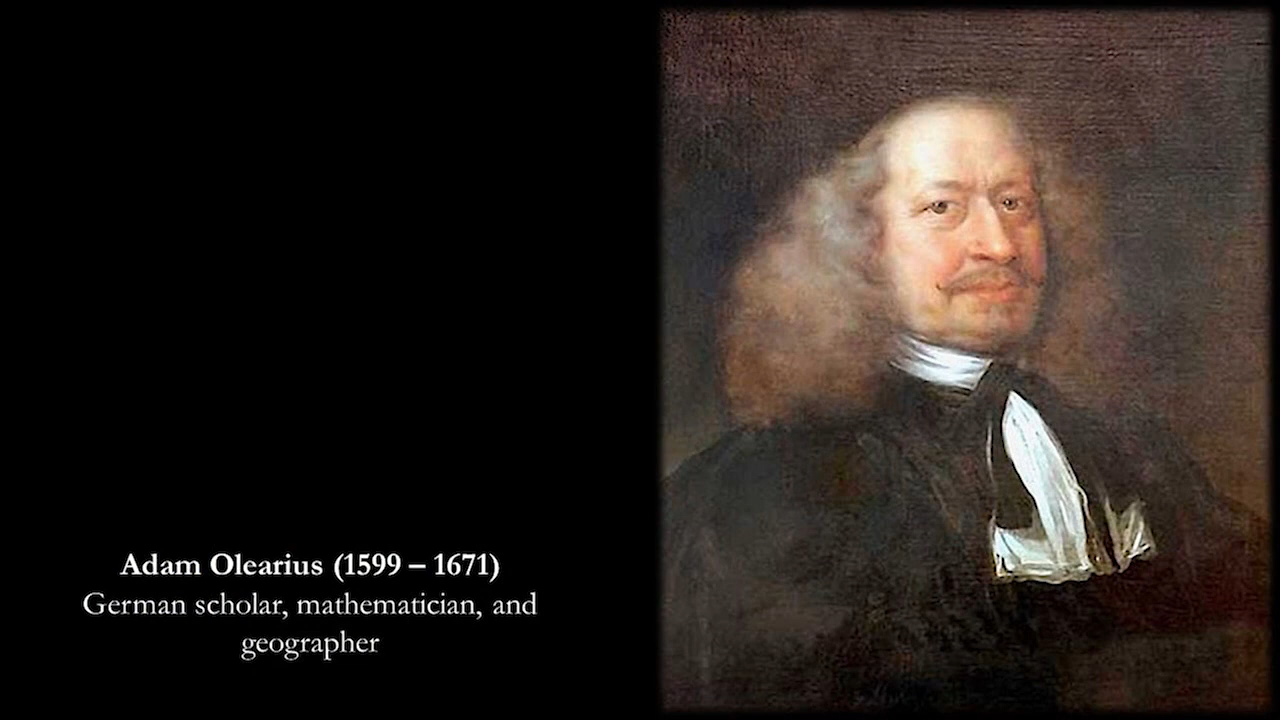 Adam Olearius (1599 – 1671)
German scholar, mathematician, and
geographer